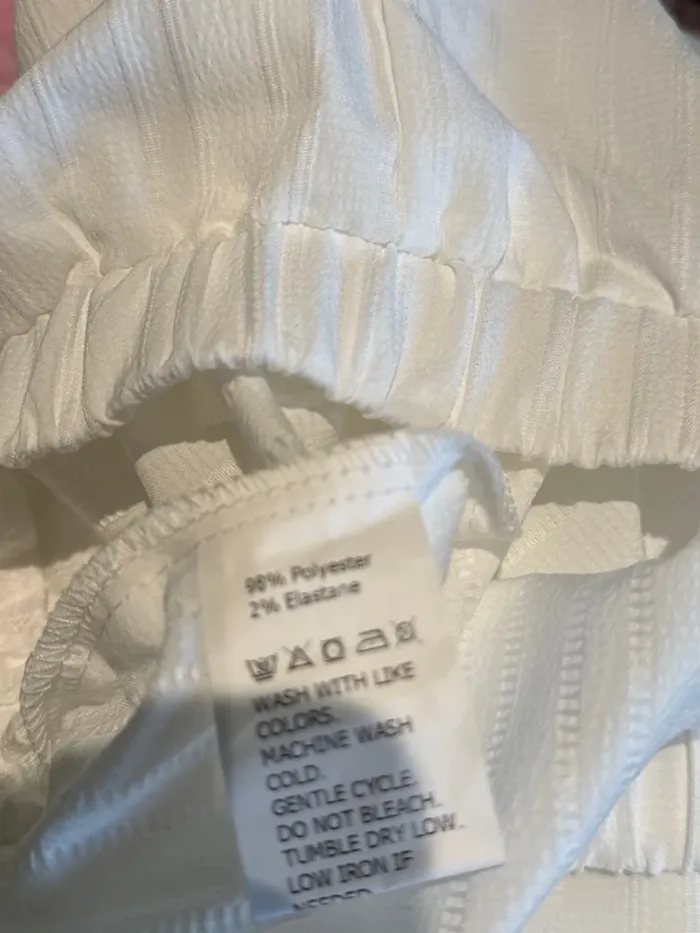 98% Polyester
2% Elastane
WASH WITH LIKE
COLORS.
MACHINE WASH
COLD.
GENTLE CYCLE.
DO NOT BLEACH.
TUMBLE DRY LOW.
LOW IRON IF
NEEDED